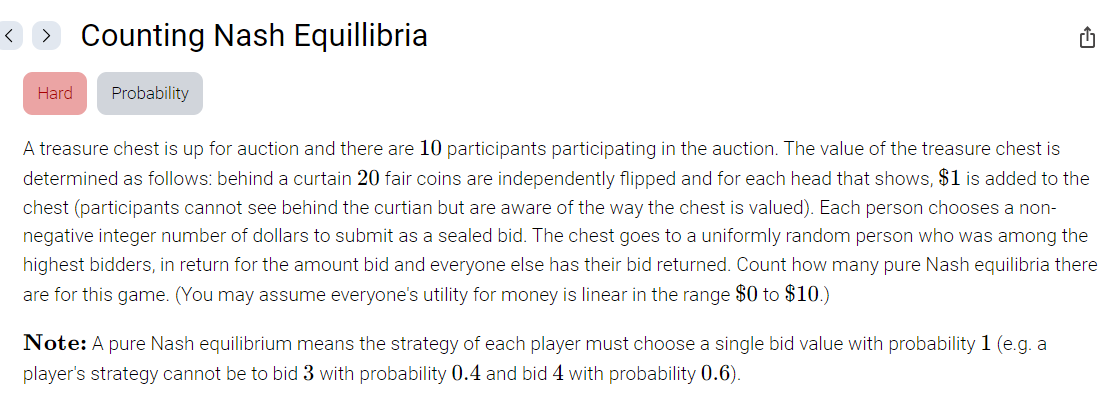 < > Counting Nash Equillibria
Hard Probability
A treasure chest is up for auction and there are 10 participants participating in the auction. The value of the treasure chest is
determined as follows: behind a curtain 20 fair coins are independently flipped and for each head that shows, $1 is added to the
chest (participants cannot see behind the curtian but are aware of the way the chest is valued). Each person chooses a non-
negative integer number of dollars to submit as a sealed bid. The chest goes to a uniformly random person who was among the
highest bidders, in return for the amount bid and everyone else has their bid returned. Count how many pure Nash equilibria there
are for this game. (You may assume everyone's utility for money is linear in the range $0 to $10.)
Note: A pure Nash equilibrium means the strategy of each player must choose a single bid value with probability 1 (e.g. a
player's strategy cannot be to bid 3 with probability 0.4 and bid 4 with probability 0.6).